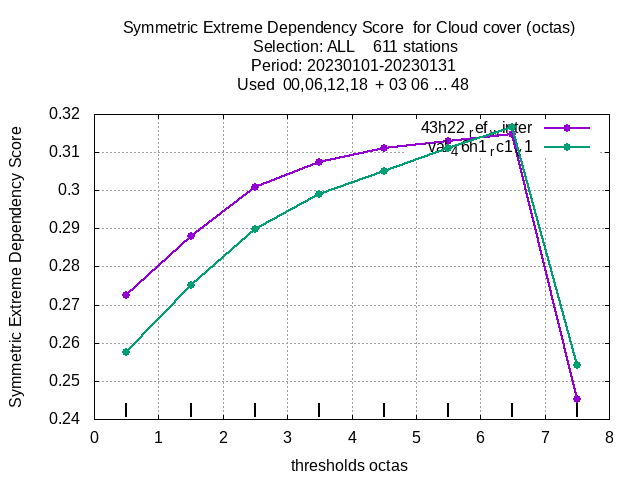 Symmetric Extreme Dependency Score for Cloud cover (octas)
Selection: ALL 611 stations
Period: 20230101-20230131
Used 00,06,12,18 + 03 06 ... 48
0.32
0.31
0.3
0.29
0.28
0.27
0.26
0.25
0.24
Symmetric Extreme Dependency Score
0 1 2 3 4 5 6 7 8
thresholds octas